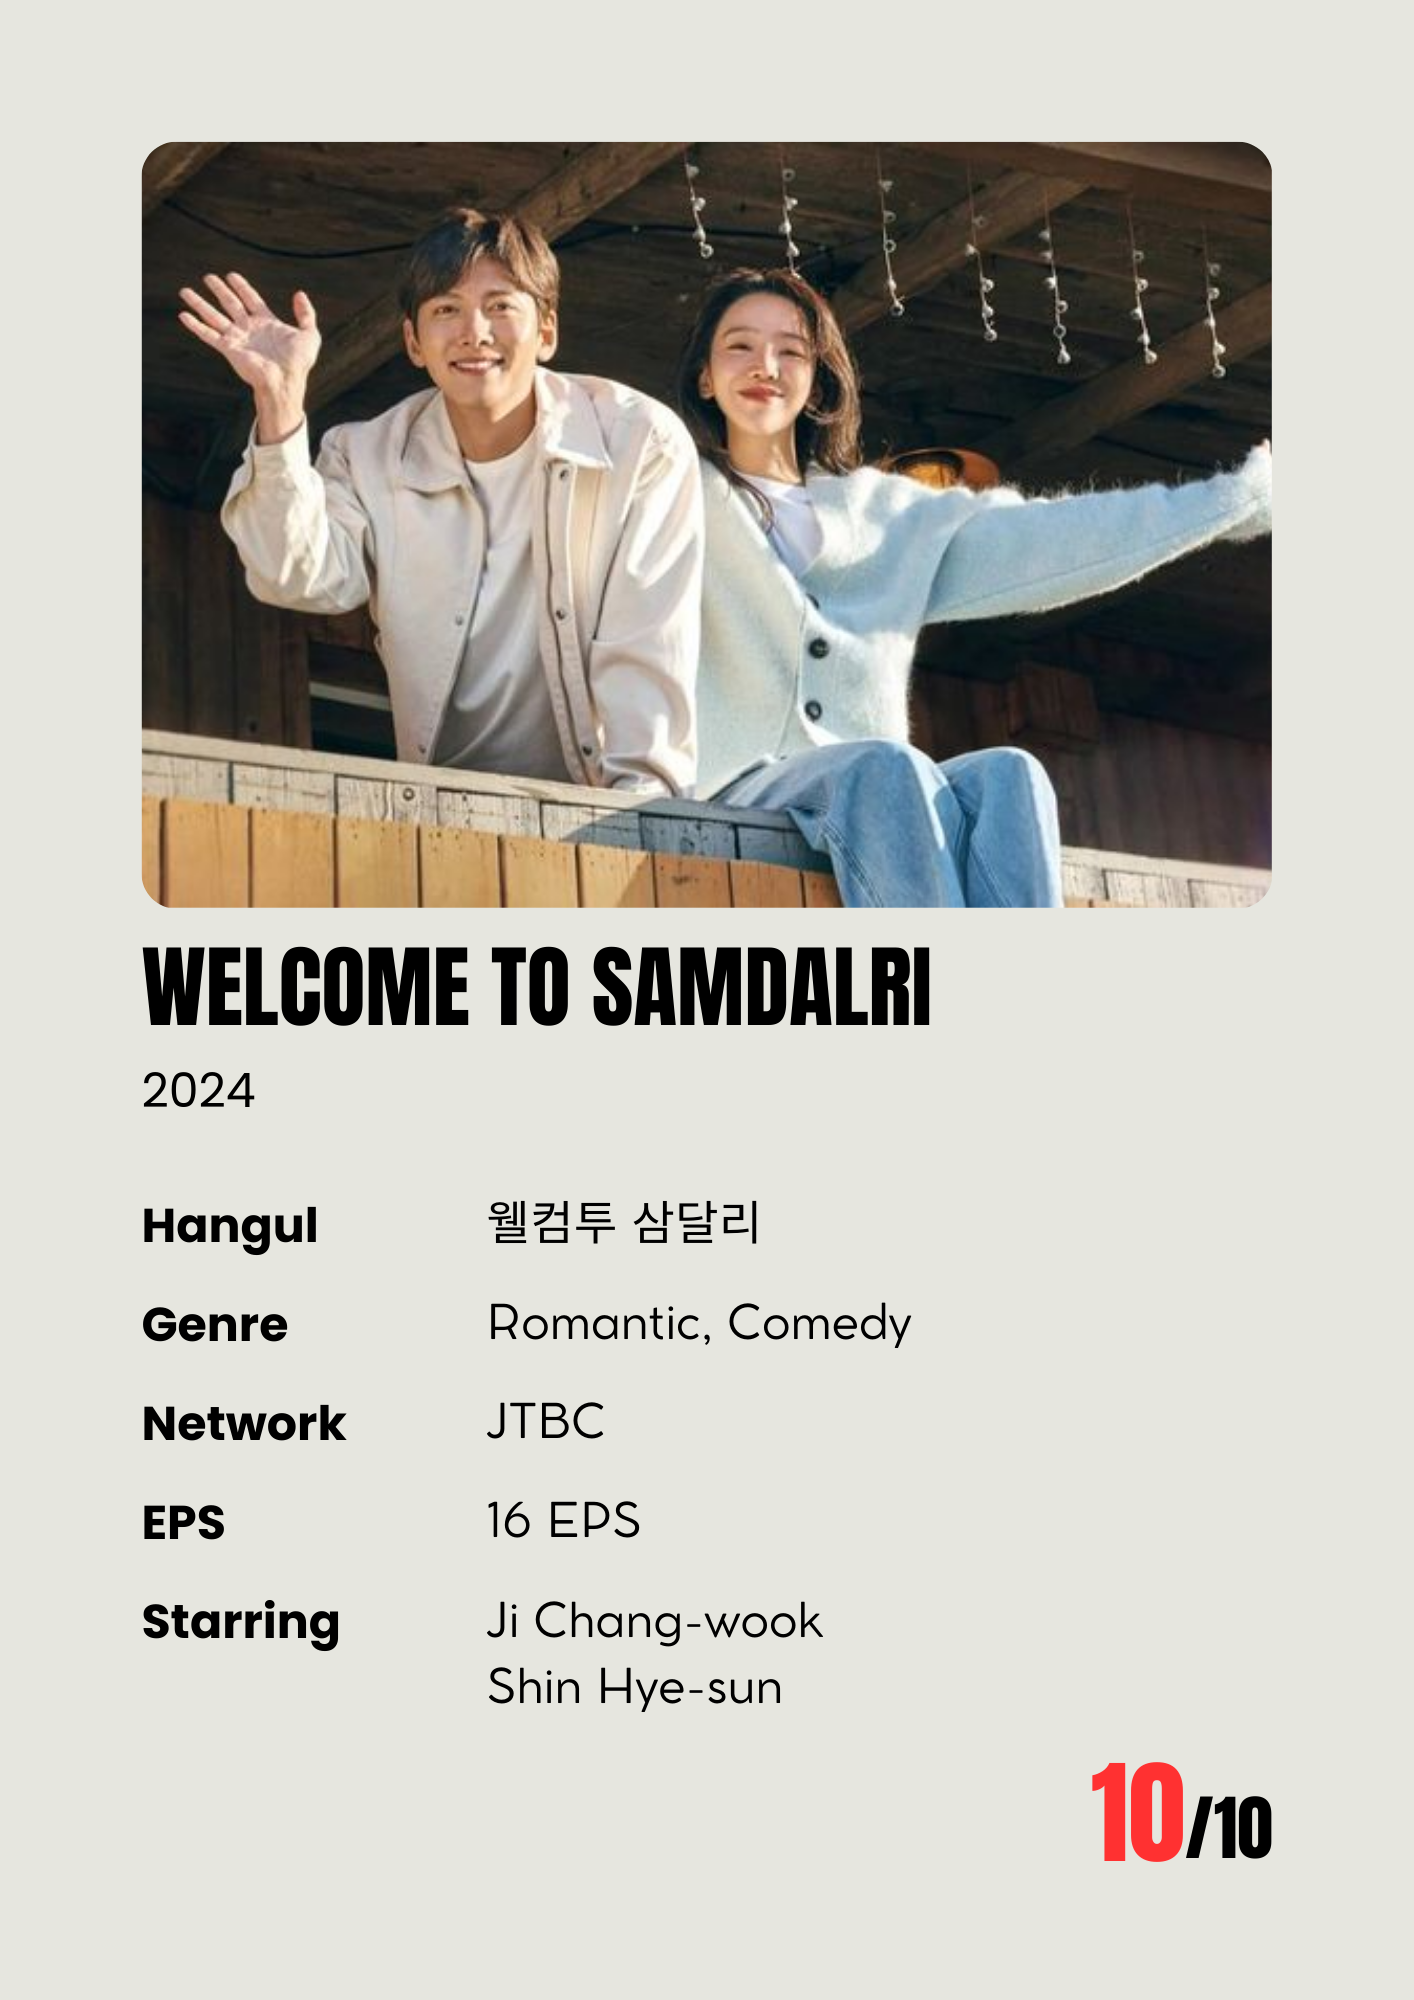 WELCOME TO SAMDALRI
2024
Hangul 웰컴투 삼달리
Genre Romantic, Comedy
Network JTBC
EPS 16 EPS
Starring Ji Chang-wook
Shin Hye-sun
10/10